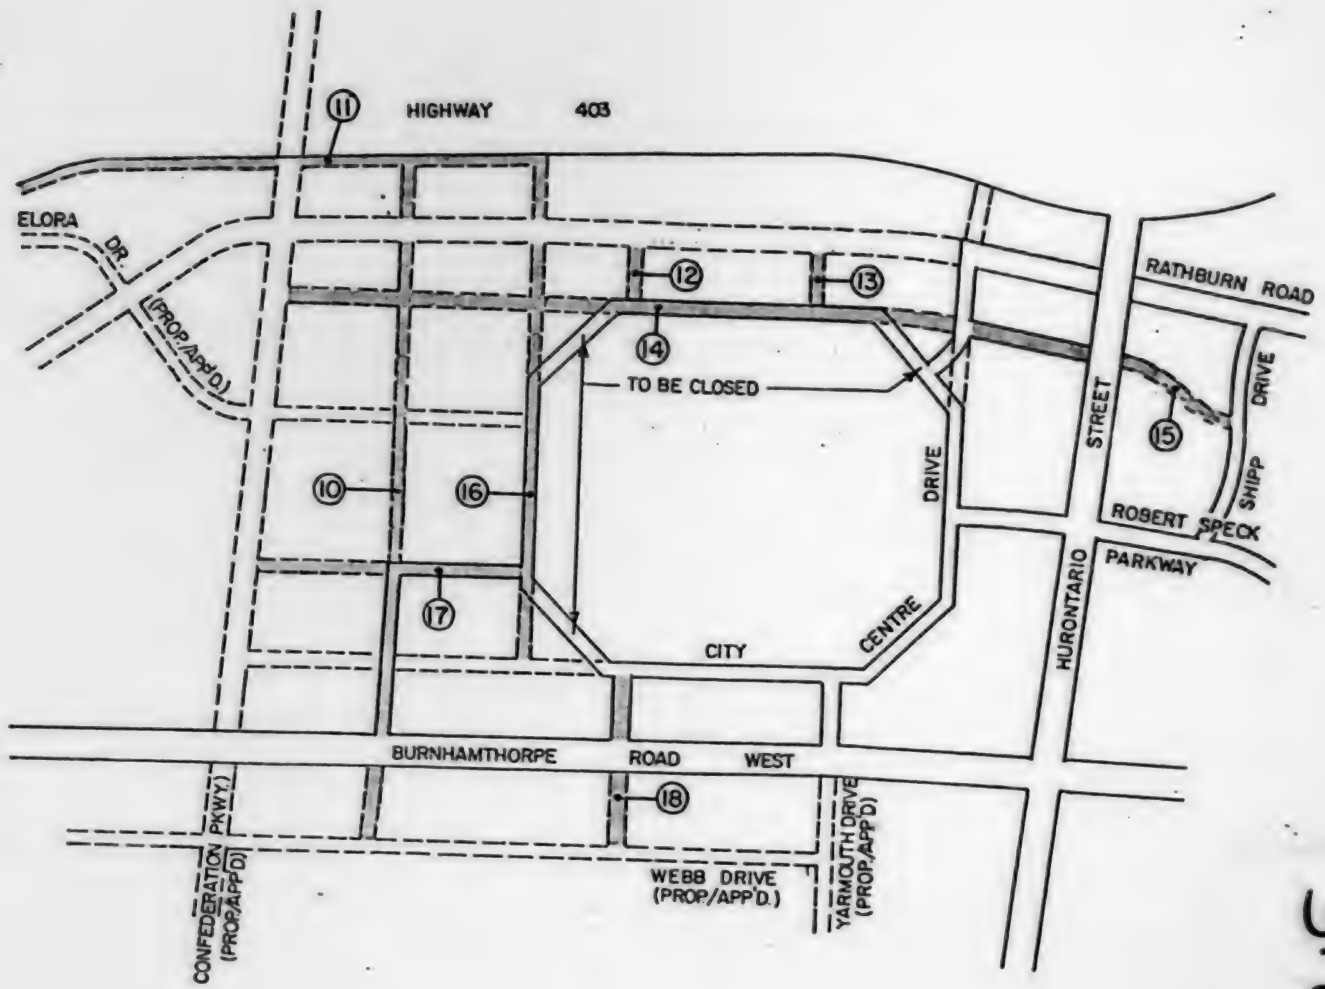 11
HIGHWAY 403
ELORA DR.
(PROP./APP'D.)
12
13
RATHBURN ROAD
14
TO BE CLOSED
15
SHIPP DRIVE
STREET
HURONTARIO
10
16
ROBERT SPECK
PARKWAY
17
CITY CENTRE DRIVE
BURNHAMTHORPE ROAD WEST
18
CONFEDERATION PKWY.)
(PROP./APP'D)
WEBB DRIVE
(PROP./APP'D.)
YARMOUTH DRIVE
(PROP./APP'D)